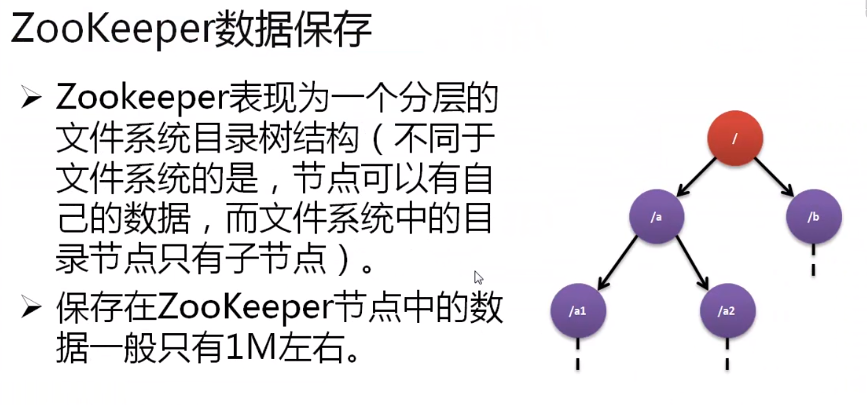 ZooKeeper数据保存
➢ Zookeeper表现为一个分层的
文件系统目录树结构（不同于
文件系统的是，节点可以有自
己的数据，而文件系统中的目
录节点只有子节点）。
➢ 保存在ZooKeeper节点中的数
据一般只有1M左右。
/
/a
/b
/a1
/a2